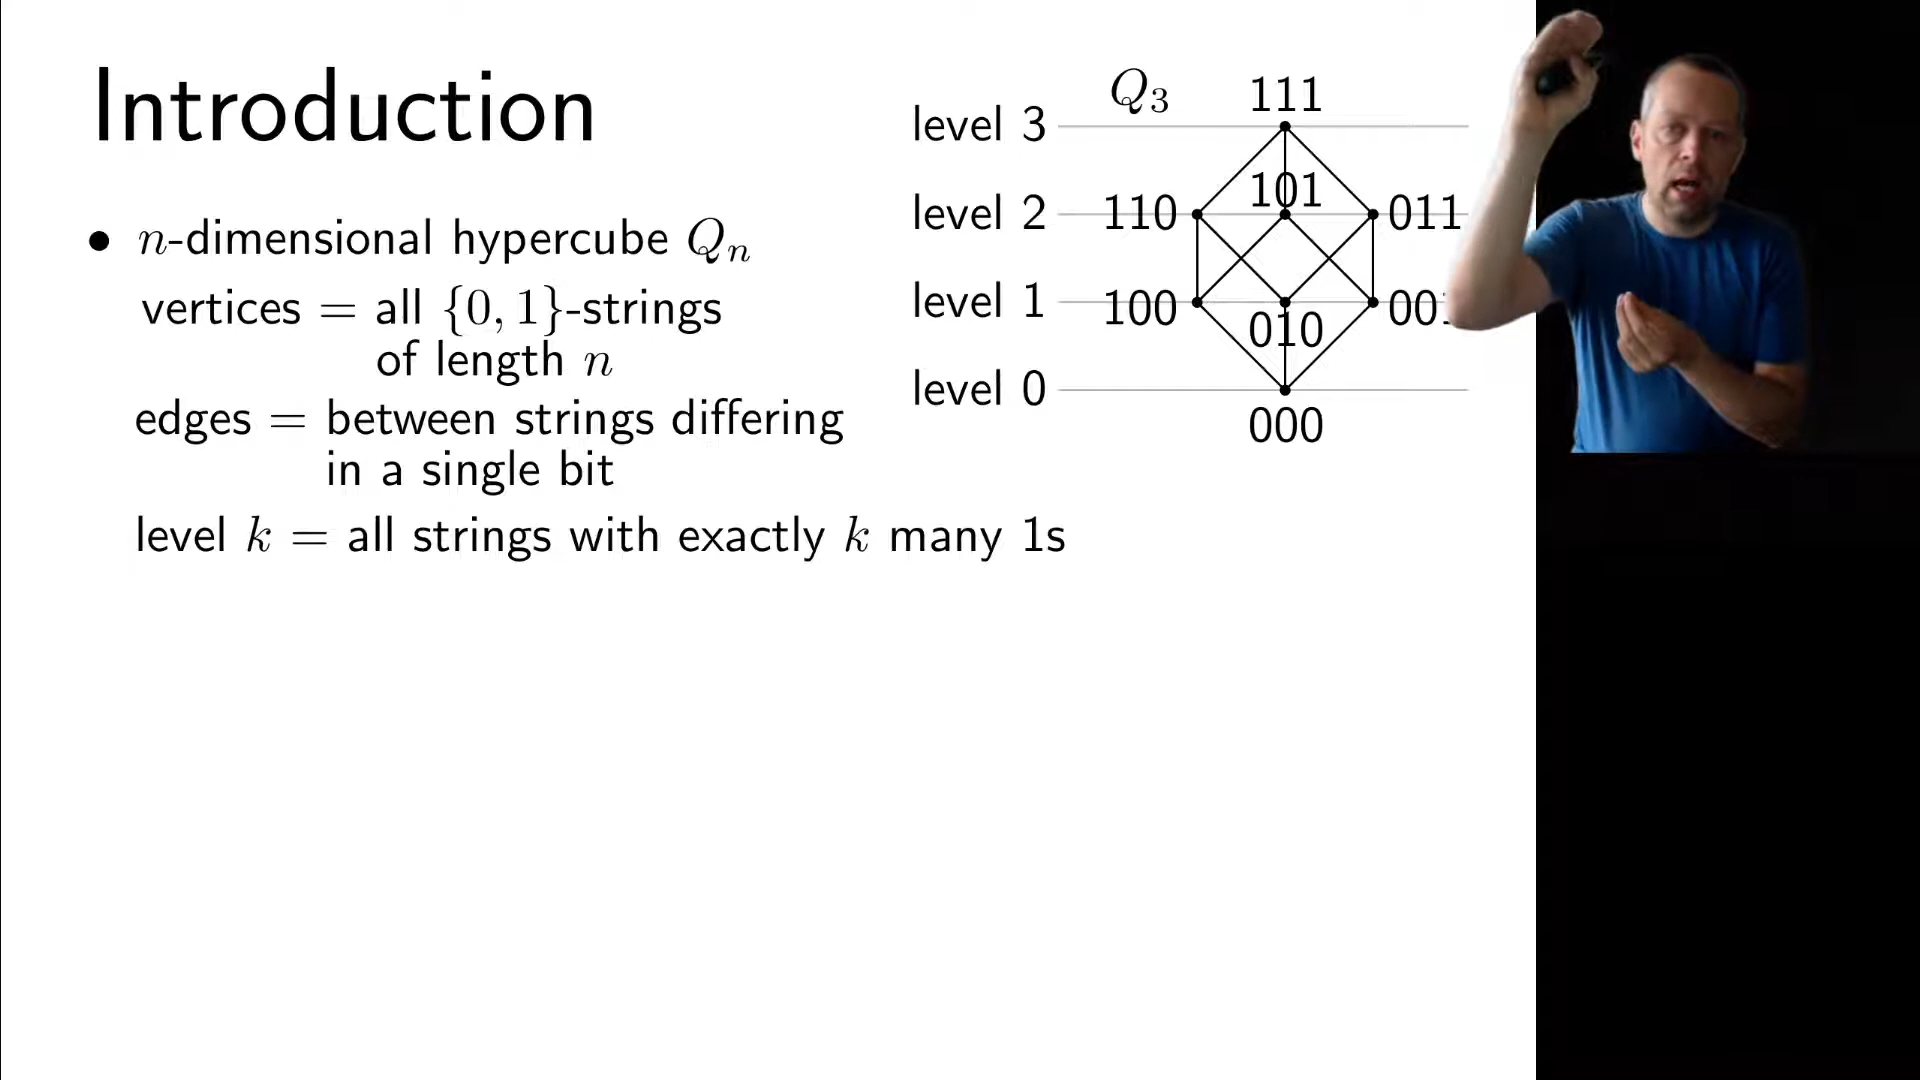 Introduction
• n-dimensional hypercube Qₙ
vertices = all {0, 1}-strings
of length n
edges = between strings differing
in a single bit
level k = all strings with exactly k many 1s
Q₃ 111
level 3
101
level 2 110 011
level 1 100 00
010
level 0
000